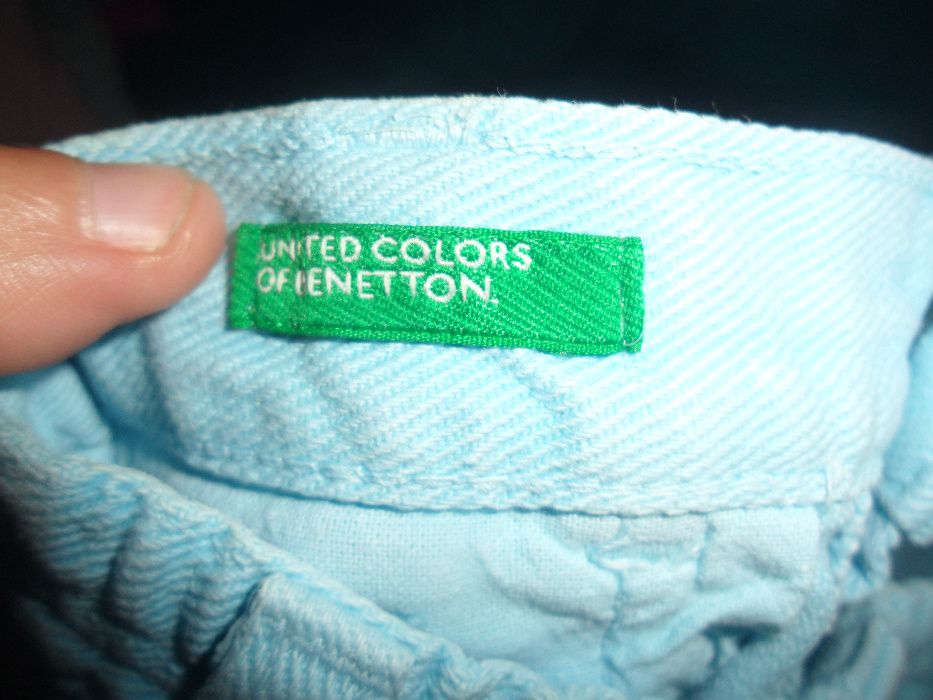 UNITED COLORS
OF BENETTON.